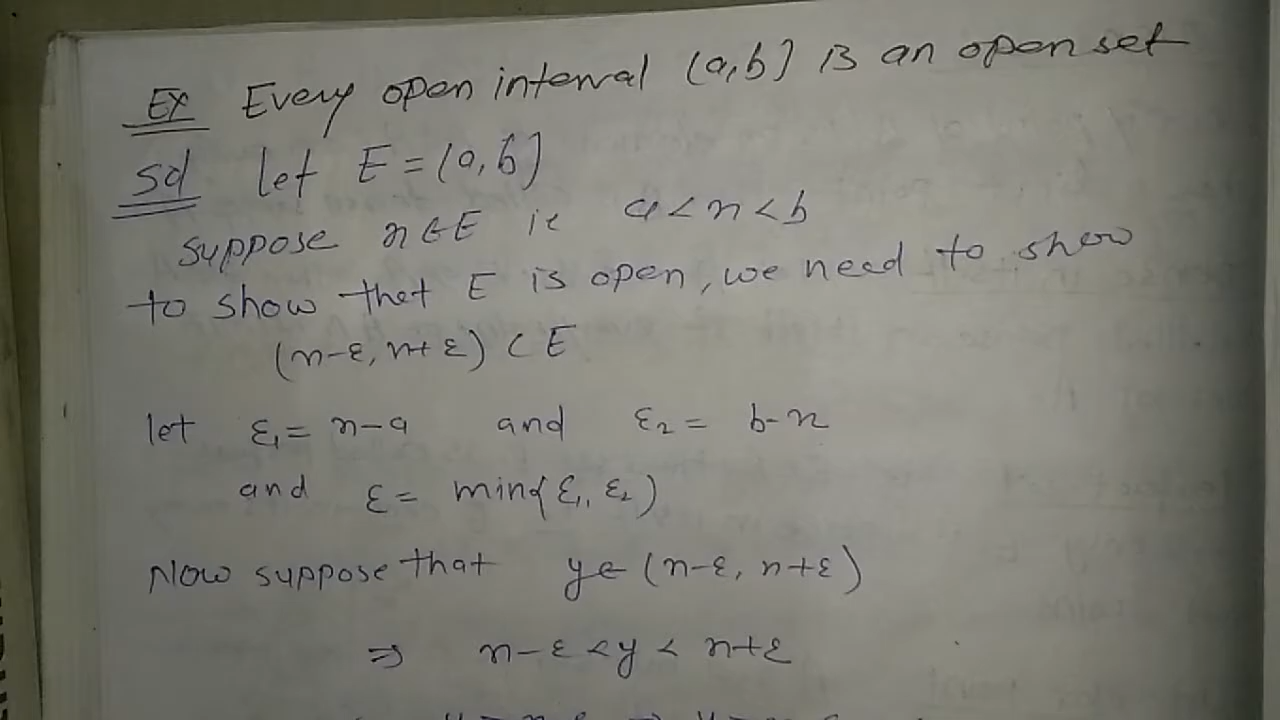 Ex Every open interval (a,b) is an open set
Sol let E = (a,b)
suppose x ∈ E ie a < x < b
to show that E is open, we need to show
(x-ε, x+ε) ⊂ E
let ε₁ = x-a and ε₂ = b-x
and ε = min{ε₁, ε₂}
Now suppose that y ∈ (x-ε, x+ε)
⇒ x-ε < y < x+ε